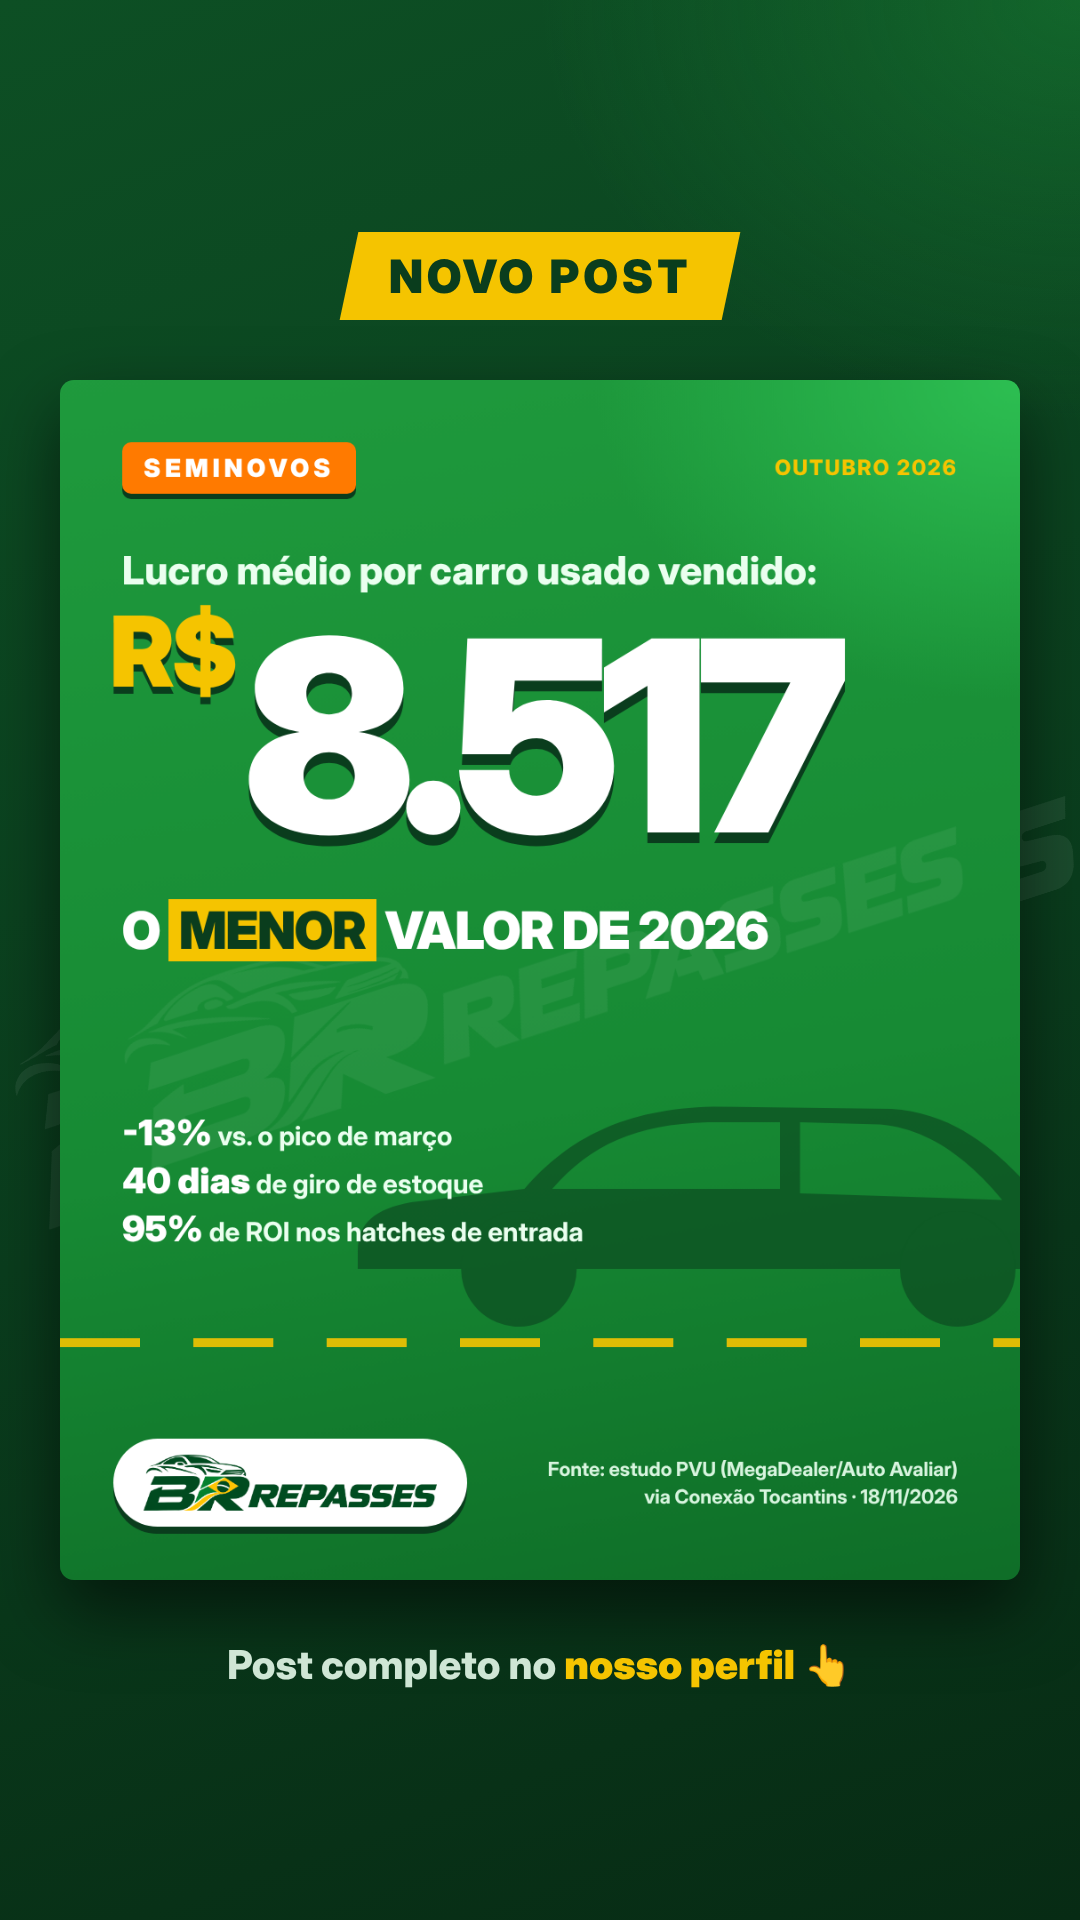 NOVO POST
SEMINOVOS
OUTUBRO 2026
Lucro médio por carro usado vendido:
R$ 8.517
O MENOR VALOR DE 2026
BR REPASSES
S
-13% vs. o pico de março
40 dias de giro de estoque
95% de ROI nos hatches de entrada
BR REPASSES
Fonte: estudo PVU (MegaDealer/Auto Avaliar)
via Conexão Tocantins · 18/11/2026
Post completo no nosso perfil 👆